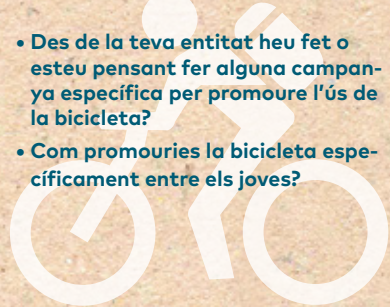 • Des de la teva entitat heu fet o
esteu pensant fer alguna campan-
ya específica per promoure l'ús de
la bicicleta?
• Com promouries la bicicleta espe-
cíficament entre els joves?